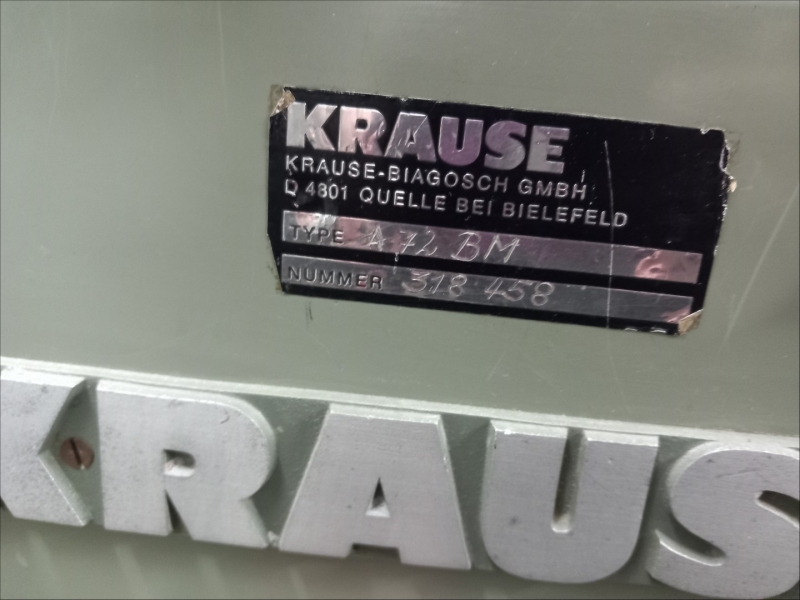 KRAUSE
KRAUSE-BIAGOSCH GMBH
D 4801 QUELLE BEI BIELEFELD
TYPE A 72 BM
NUMMER 318 458
KRAUS